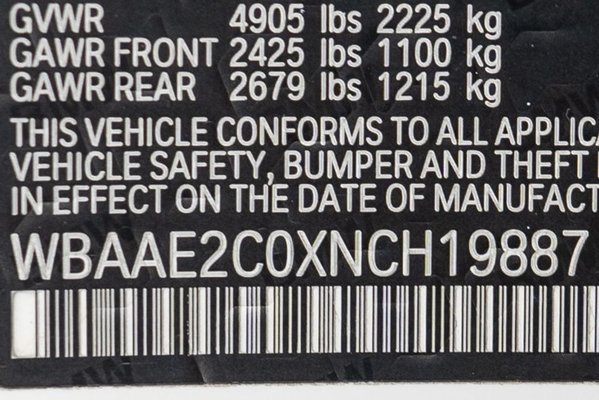 GVWR 4905 lbs 2225 kg
GAWR FRONT 2425 lbs 1100 kg
GAWR REAR 2679 lbs 1215 kg
THIS VEHICLE CONFORMS TO ALL APPLICA
VEHICLE SAFETY, BUMPER AND THEFT
IN EFFECT ON THE DATE OF MANUFACT
WBAAE2C0XNCH19887